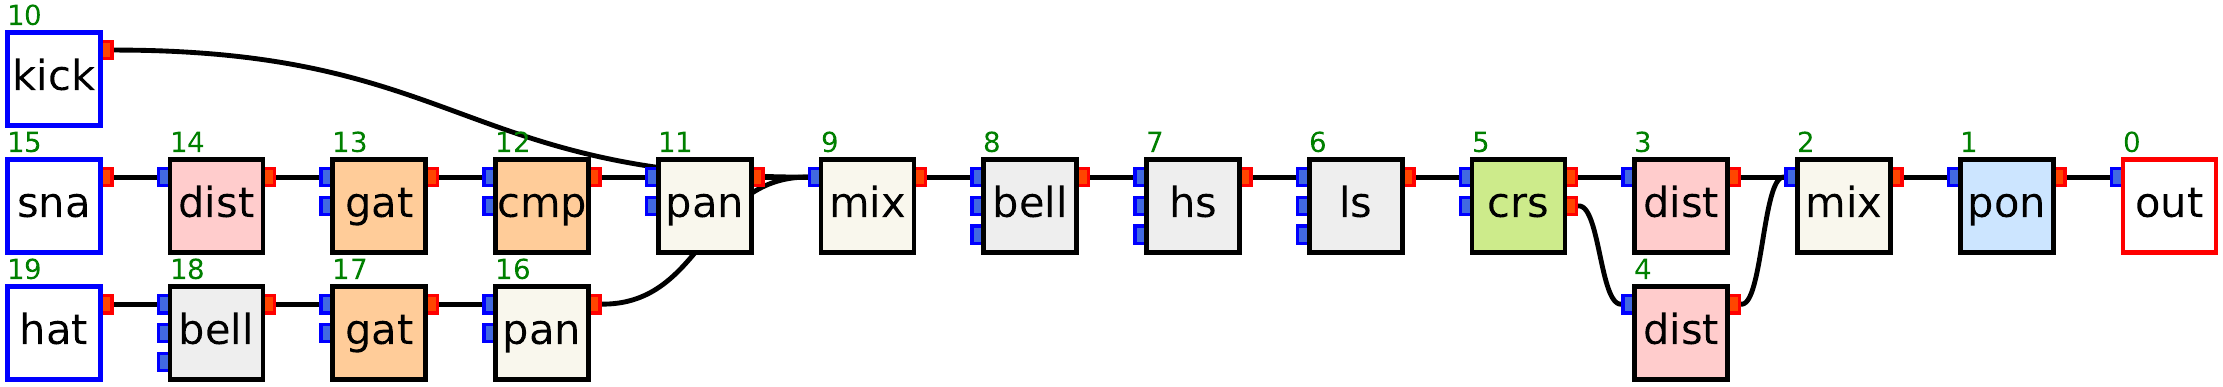 10
kick
15 14 13 12 11 9 8 7 6 5 3 2 1 0
sna dist gat cmp pan mix bell hs ls crs dist mix pon out
19 18 17 16 4
hat bell gat pan dist